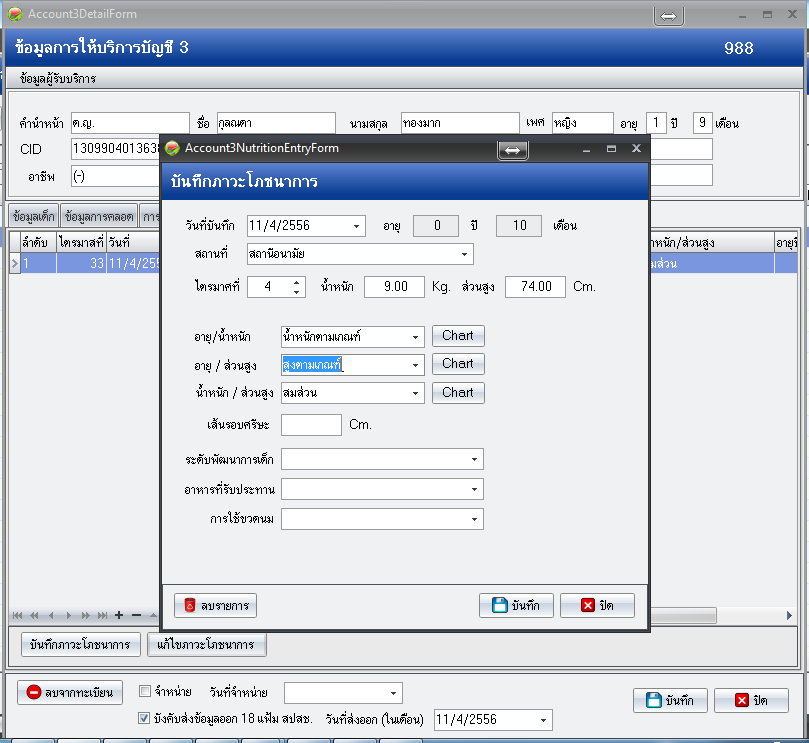 Account3DetailForm
ข้อมูลการให้บริการบัญชี 3 988
ข้อมูลผู้รับบริการ
คำนำหน้า ด.ญ. ชื่อ กุลณดา นามสกุล ทองมาก เพศ หญิง อายุ 1 ปี 9 เดือน
CID 1309904013638
อาชีพ (-)
ข้อมูลเด็ก ข้อมูลการคลอด การ
ลำดับ ไตรมาสที่ วันที่ าหนัก/ส่วนสูง อายุปี
1 33 11/4/255 มส่วน
Account3NutritionEntryForm
บันทึกภาวะโภชนาการ
วันที่บันทึก 11/4/2556 อายุ 0 ปี 10 เดือน
สถานที่ สถานีอนามัย
ไตรมาศที่ 4 น้ำหนัก 9.00 Kg. ส่วนสูง 74.00 Cm.
อายุ/น้ำหนัก น้ำหนักตามเกณฑ์ Chart
อายุ / ส่วนสูง สูงตามเกณฑ์ Chart
น้ำหนัก / ส่วนสูง สมส่วน Chart
เส้นรอบศรีษะ Cm.
ระดับพัฒนาการเด็ก
อาหารที่รับประทาน
การใช้ขวดนม
ลบรายการ บันทึก ปิด
บันทึกภาวะโภชนาการ แก้ไขภาวะโภชนาการ
ลบจากทะเบียน จำหน่าย วันที่จำหน่าย บันทึก ปิด
บังคับส่งข้อมูลออก 18 แฟ้ม สปสช. วันที่ส่งออก (ในเดือน) 11/4/2556